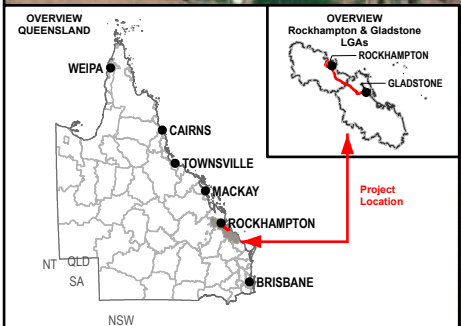 OVERVIEW
QUEENSLAND
WEIPA
CAIRNS
TOWNSVILLE
MACKAY
ROCKHAMPTON
BRISBANE
NT
QLD
SA
NSW
OVERVIEW
Rockhampton & Gladstone
LGAs
ROCKHAMPTON
GLADSTONE
Project
Location